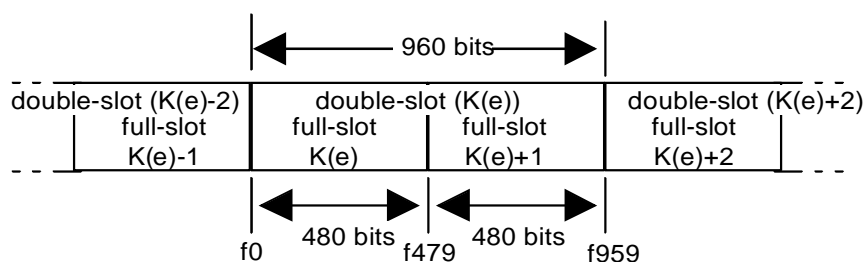 960 bits
double-slot (K(e)-2) double-slot (K(e)) double-slot (K(e)+2)
full-slot full-slot full-slot full-slot
K(e)-1 K(e) K(e)+1 K(e)+2
480 bits 480 bits
f0 f479 f959